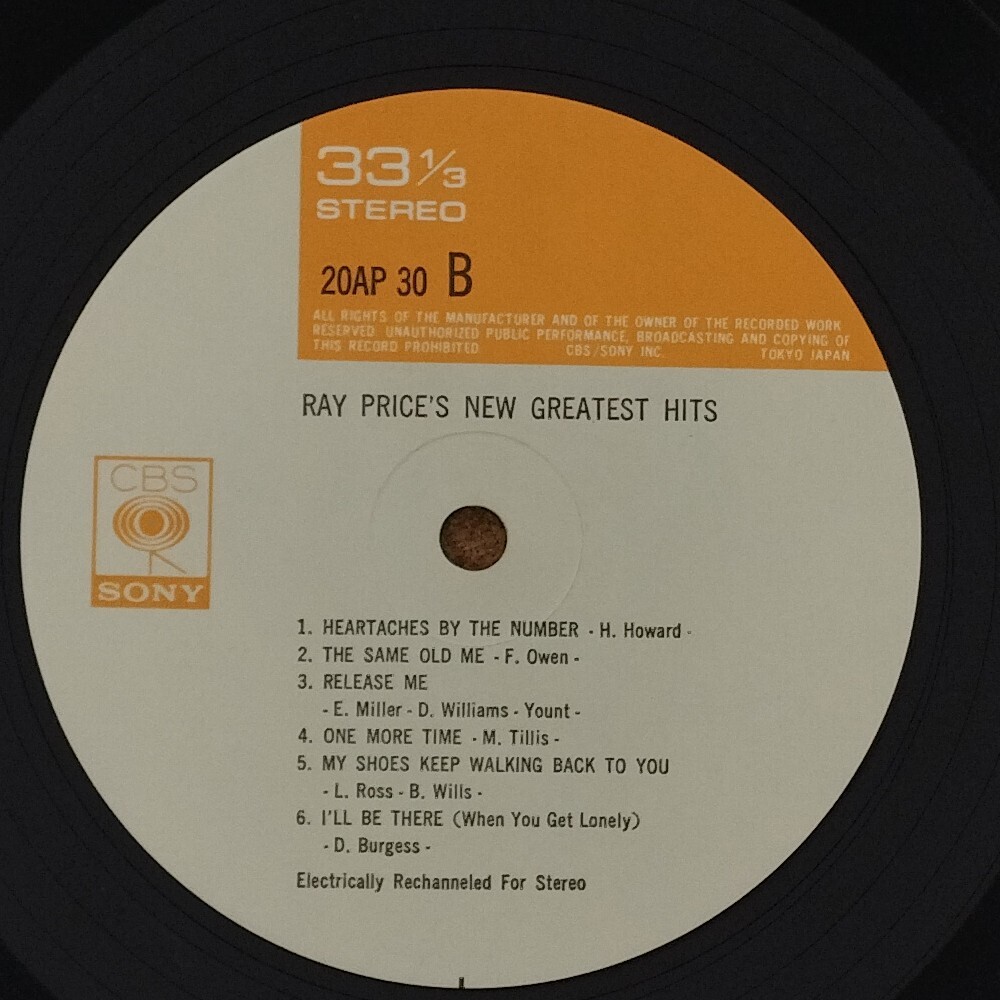 33 1/3
STEREO
20AP 30 B
ALL RIGHTS OF THE MANUFACTURER AND OF THE OWNER OF THE RECORDED WORK
RESERVED. UNAUTHORIZED PUBLIC PERFORMANCE, BROADCASTING AND COPYING OF
THIS RECORD PROHIBITED CBS/SONY INC. TOKYO JAPAN
RAY PRICE'S NEW GREATEST HITS
CBS
SONY
1. HEARTACHES BY THE NUMBER - H. Howard -
2. THE SAME OLD ME - F. Owen -
3. RELEASE ME
- E. Miller - D. Williams - Yount -
4. ONE MORE TIME - M. Tillis -
5. MY SHOES KEEP WALKING BACK TO YOU
- L. Ross - B. Wills -
6. I'LL BE THERE (When You Get Lonely)
- D. Burgess -
Electrically Rechanneled For Stereo